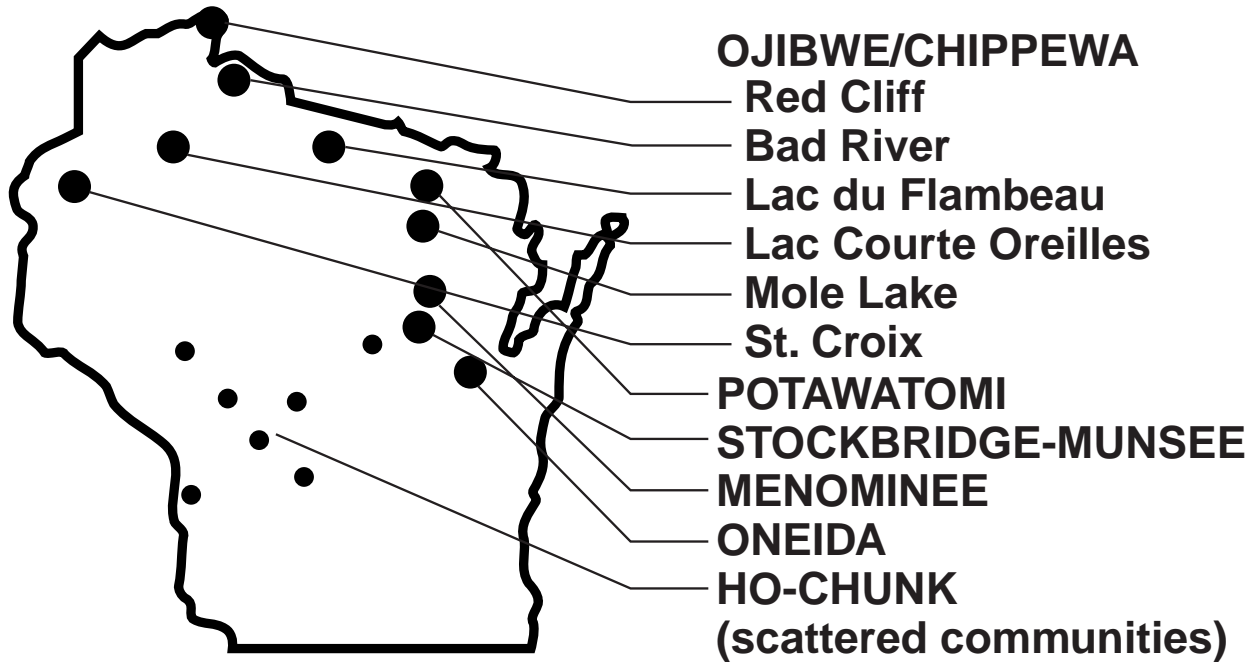 OJIBWE/CHIPPEWA
Red Cliff
Bad River
Lac du Flambeau
Lac Courte Oreilles
Mole Lake
St. Croix
POTAWATOMI
STOCKBRIDGE-MUNSEE
MENOMINEE
ONEIDA
HO-CHUNK
(scattered communities)